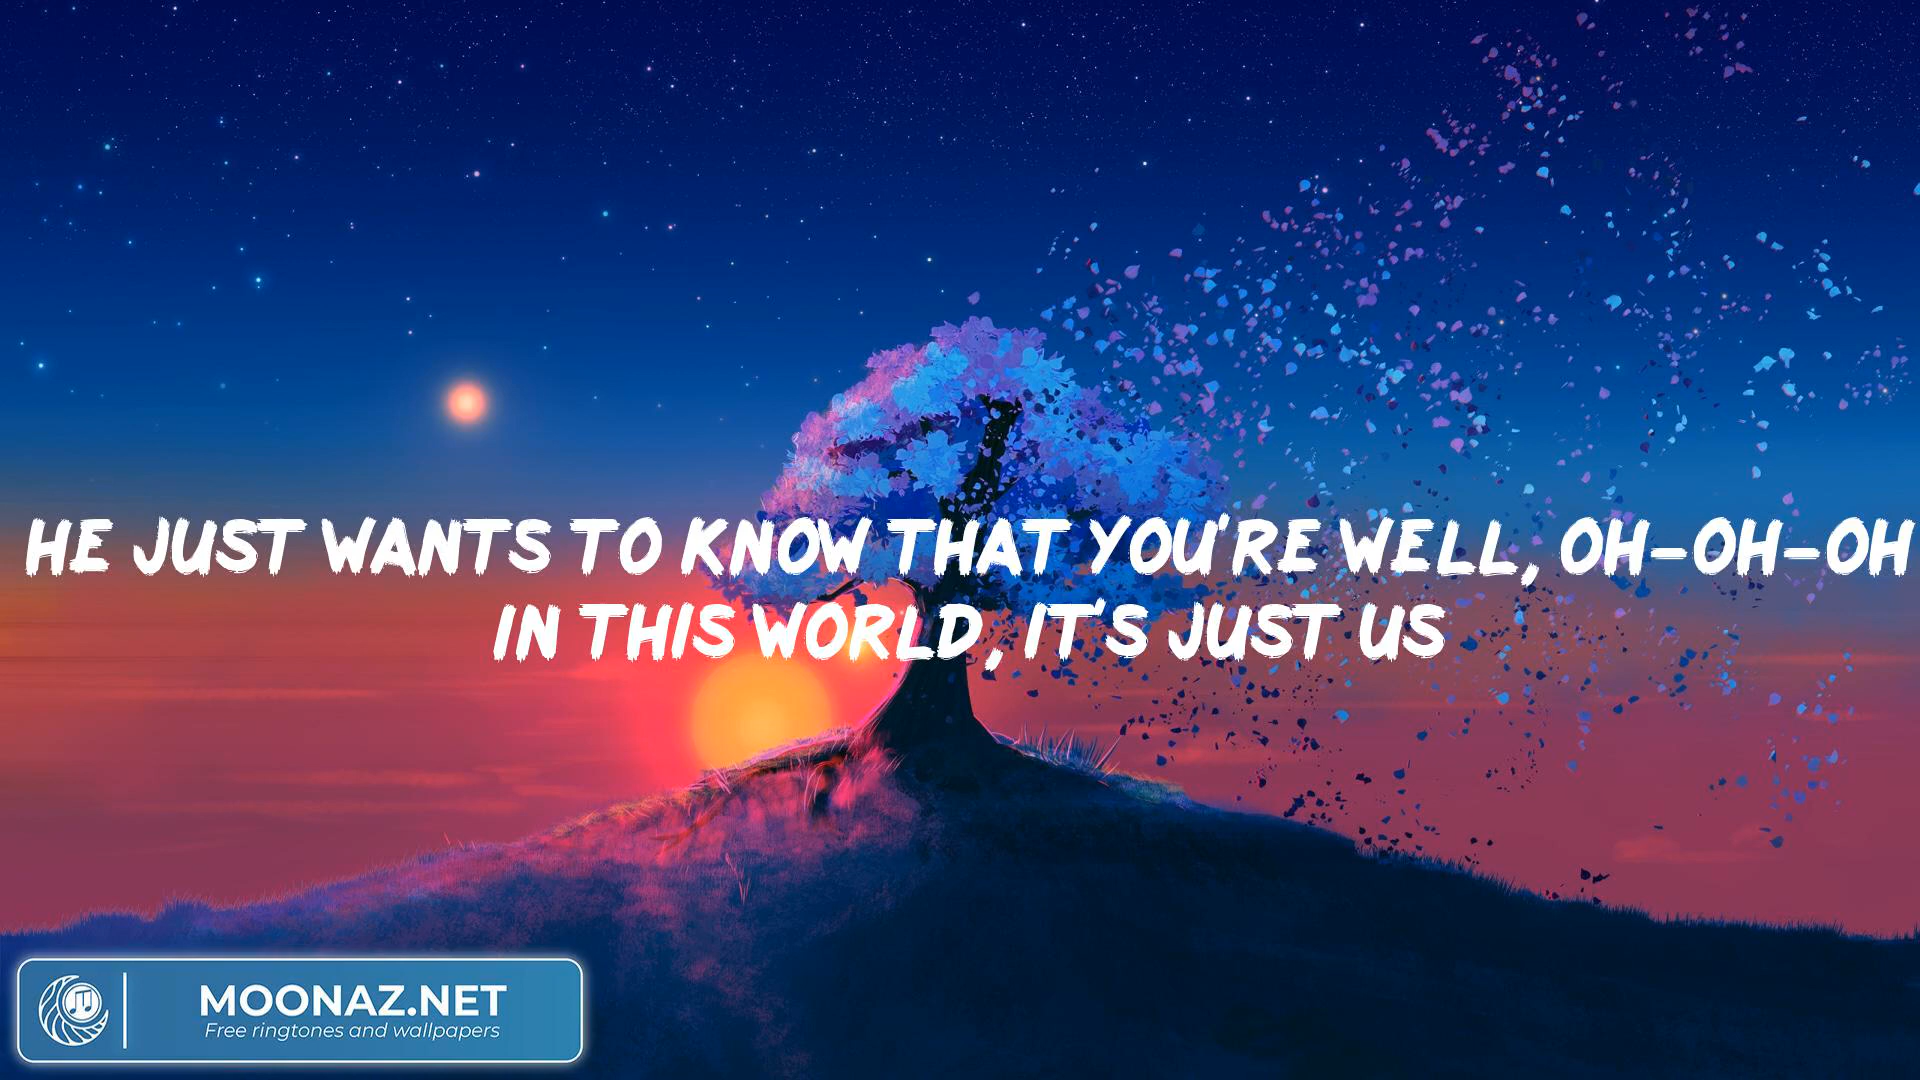 HE JUST WANTS TO KNOW THAT YOU'RE WELL, OH-OH-OH
IN THIS WORLD, IT'S JUST US
MOONAZ.NET
Free ringtones and wallpapers